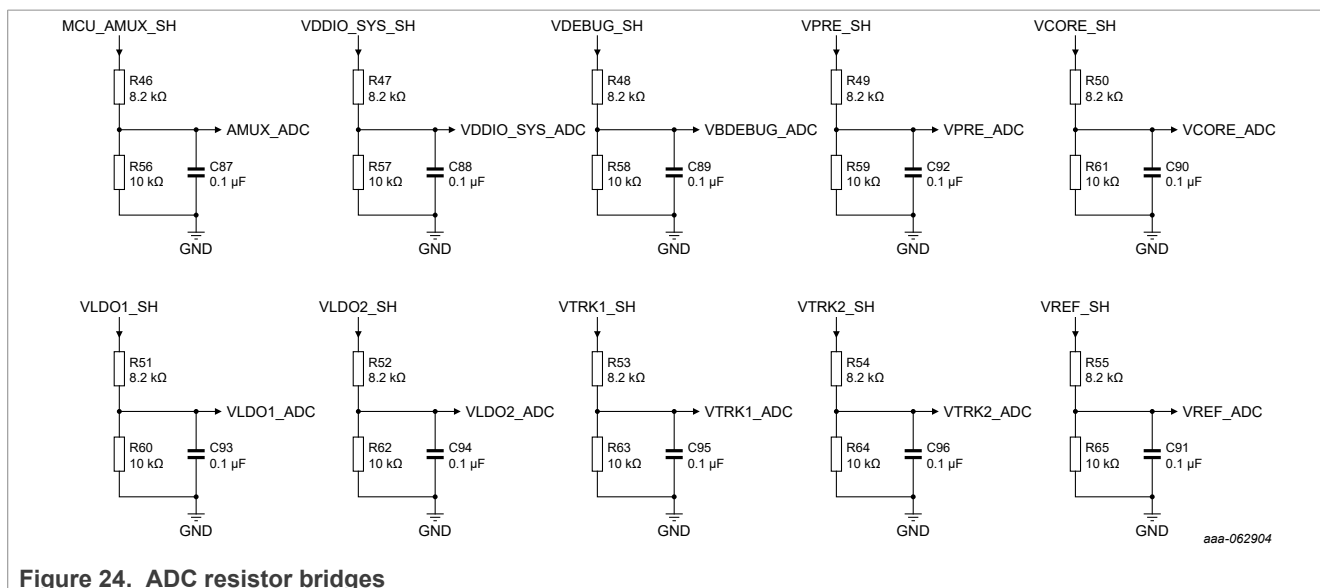 MCU_AMUX_SH
VDDIO_SYS_SH
VDEBUG_SH
VPRE_SH
VCORE_SH
R46
8.2 kΩ
R47
8.2 kΩ
R48
8.2 kΩ
R49
8.2 kΩ
R50
8.2 kΩ
AMUX_ADC
VDDIO_SYS_ADC
VBDEBUG_ADC
VPRE_ADC
VCORE_ADC
R56
10 kΩ
C87
0.1 µF
R57
10 kΩ
C88
0.1 µF
R58
10 kΩ
C89
0.1 µF
R59
10 kΩ
C92
0.1 µF
R61
10 kΩ
C90
0.1 µF
GND
GND
GND
GND
GND
VLDO1_SH
VLDO2_SH
VTRK1_SH
VTRK2_SH
VREF_SH
R51
8.2 kΩ
R52
8.2 kΩ
R53
8.2 kΩ
R54
8.2 kΩ
R55
8.2 kΩ
VLDO1_ADC
VLDO2_ADC
VTRK1_ADC
VTRK2_ADC
VREF_ADC
R60
10 kΩ
C93
0.1 µF
R62
10 kΩ
C94
0.1 µF
R63
10 kΩ
C95
0.1 µF
R64
10 kΩ
C96
0.1 µF
R65
10 kΩ
C91
0.1 µF
GND
GND
GND
GND
GND
aaa-062904
Figure 24. ADC resistor bridges